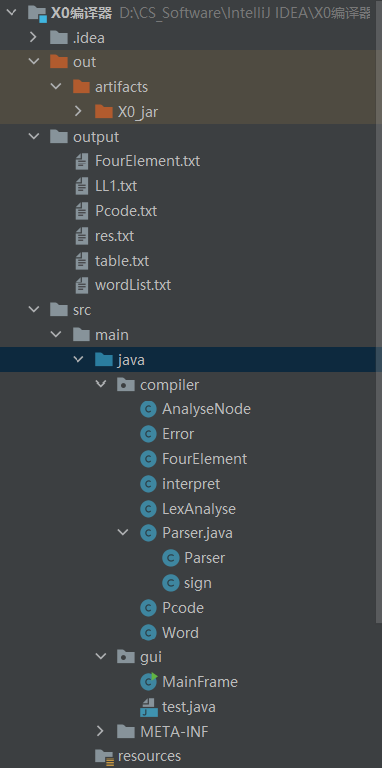 X0编译器 D:\CS_Software\IntelliJ IDEA\X0编译器
.idea
out
artifacts
X0_jar
output
FourElement.txt
LL1.txt
Pcode.txt
res.txt
table.txt
wordList.txt
src
main
java
compiler
AnalyseNode
Error
FourElement
interpret
LexAnalyse
Parser.java
Parser
sign
Pcode
Word
gui
MainFrame
test.java
META-INF
resources